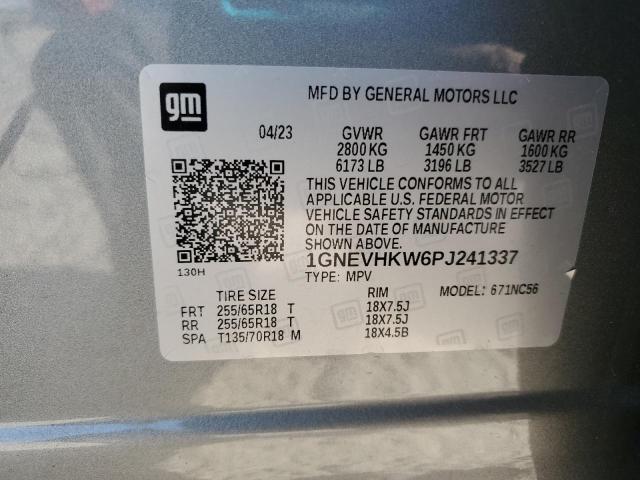 gm
MFD BY GENERAL MOTORS LLC
04/23 GVWR GAWR FRT GAWR RR
2800 KG 1450 KG 1600 KG
6173 LB 3196 LB 3527 LB
THIS VEHICLE CONFORMS TO ALL
APPLICABLE U.S. FEDERAL MOTOR
VEHICLE SAFETY STANDARDS IN EFFECT
ON THE DATE OF MANUFACTURE
SHOWN ABOVE.
130H
1GNEVHKW6PJ241337
TYPE: MPV MODEL: 671NC56
TIRE SIZE RIM
FRT 255/65R18 T 18X7.5J
RR 255/65R18 T 18X7.5J
SPA T135/70R18 M 18X4.5B